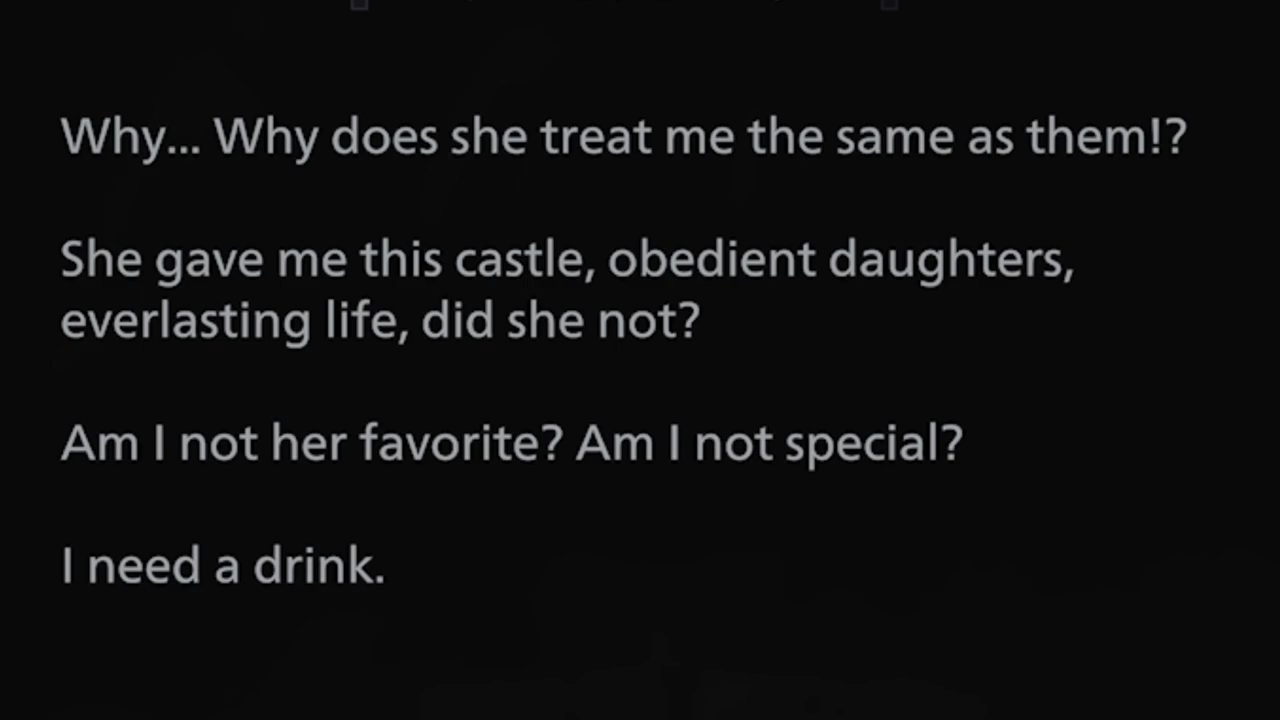 Why... Why does she treat me the same as them!?
She gave me this castle, obedient daughters,
everlasting life, did she not?
Am I not her favorite? Am I not special?
I need a drink.